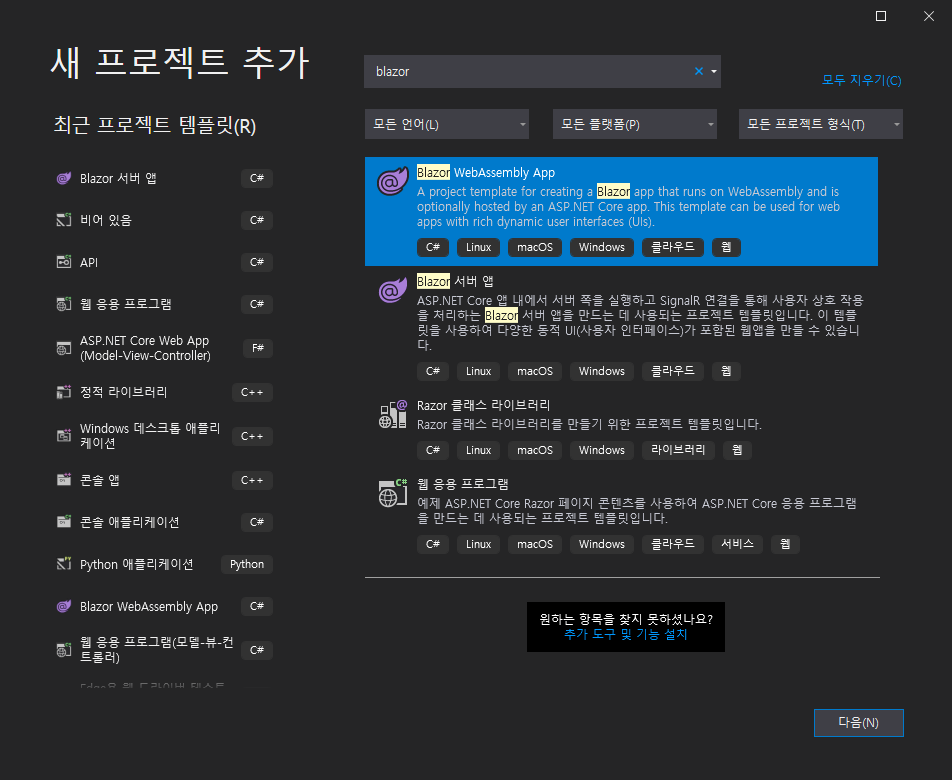 새 프로젝트 추가
blazor
모두 지우기(C)
최근 프로젝트 템플릿(R)
모든 언어(L)
모든 플랫폼(P)
모든 프로젝트 형식(T)
Blazor 서버 앱
C#
비어 있음
C#
API
C#
웹 응용 프로그램
C#
ASP.NET Core Web App
(Model-View-Controller)
F#
정적 라이브러리
C++
Windows 데스크톱 애플리
케이션
C++
콘솔 앱
C++
콘솔 애플리케이션
C#
Python 애플리케이션
Python
Blazor WebAssembly App
C#
웹 응용 프로그램(모델-뷰-컨
트롤러)
C#
Edge용 웹 드라이버 테스트
Blazor WebAssembly App
A project template for creating a Blazor app that runs on WebAssembly and is
optionally hosted by an ASP.NET Core app. This template can be used for web
apps with rich dynamic user interfaces (UIs).
C# Linux macOS Windows 클라우드 웹
Blazor 서버 앱
ASP.NET Core 앱 내에서 서버 쪽을 실행하고 SignalR 연결을 통해 사용자 상호 작용
을 처리하는 Blazor 서버 앱을 만드는 데 사용되는 프로젝트 템플릿입니다. 이 템플
릿을 사용하여 다양한 동적 UI(사용자 인터페이스)가 포함된 웹앱을 만들 수 있습니
다.
C# Linux macOS Windows 클라우드 웹
Razor 클래스 라이브러리
Razor 클래스 라이브러리를 만들기 위한 프로젝트 템플릿입니다.
C# Linux macOS Windows 라이브러리 웹
웹 응용 프로그램
예제 ASP.NET Core Razor 페이지 콘텐츠를 사용하여 ASP.NET Core 응용 프로그램
을 만드는 데 사용되는 프로젝트 템플릿입니다.
C# Linux macOS Windows 클라우드 서비스 웹
원하는 항목을 찾지 못하셨나요?
추가 도구 및 기능 설치
다음(N)